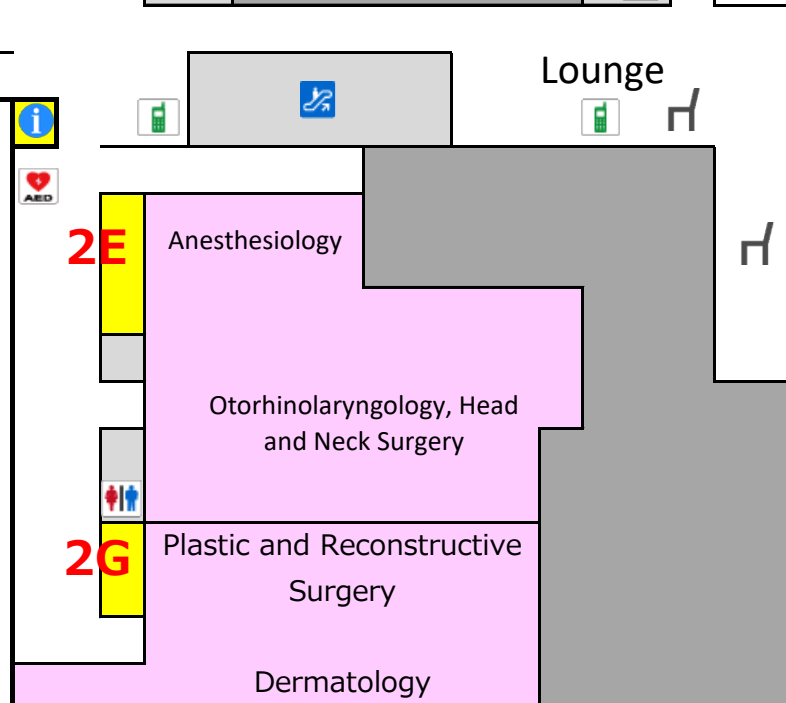 Lounge
i
AED
2E
Anesthesiology
Otorhinolaryngology, Head
and Neck Surgery
2G
Plastic and Reconstructive
Surgery
Dermatology